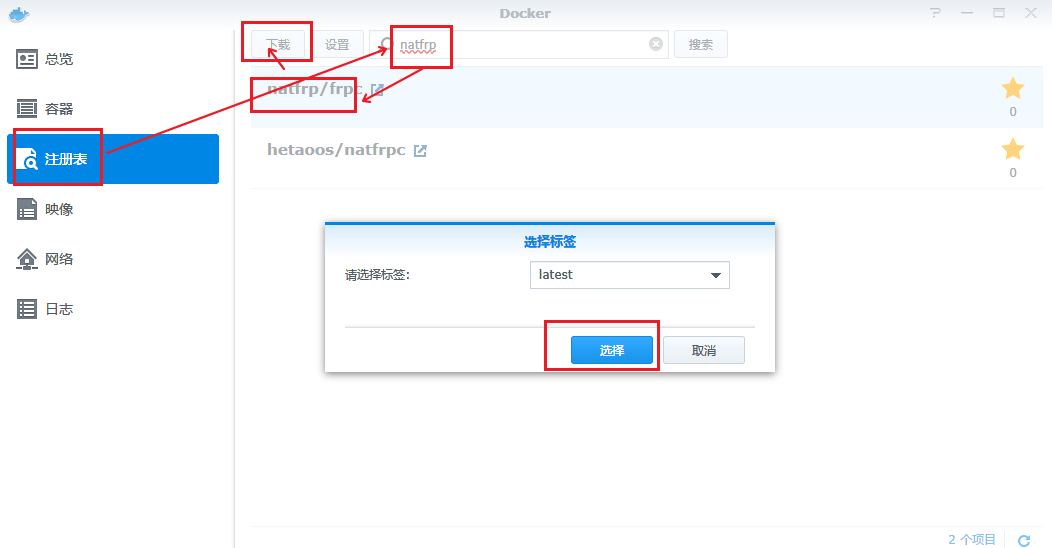 Docker
总览
容器
注册表
映像
网络
日志
下载 设置 natfrp 搜索
natfrp/frpc
0
hetaoos/natfrpc
0
选择标签
请选择标签: latest
选择 取消
2 个项目